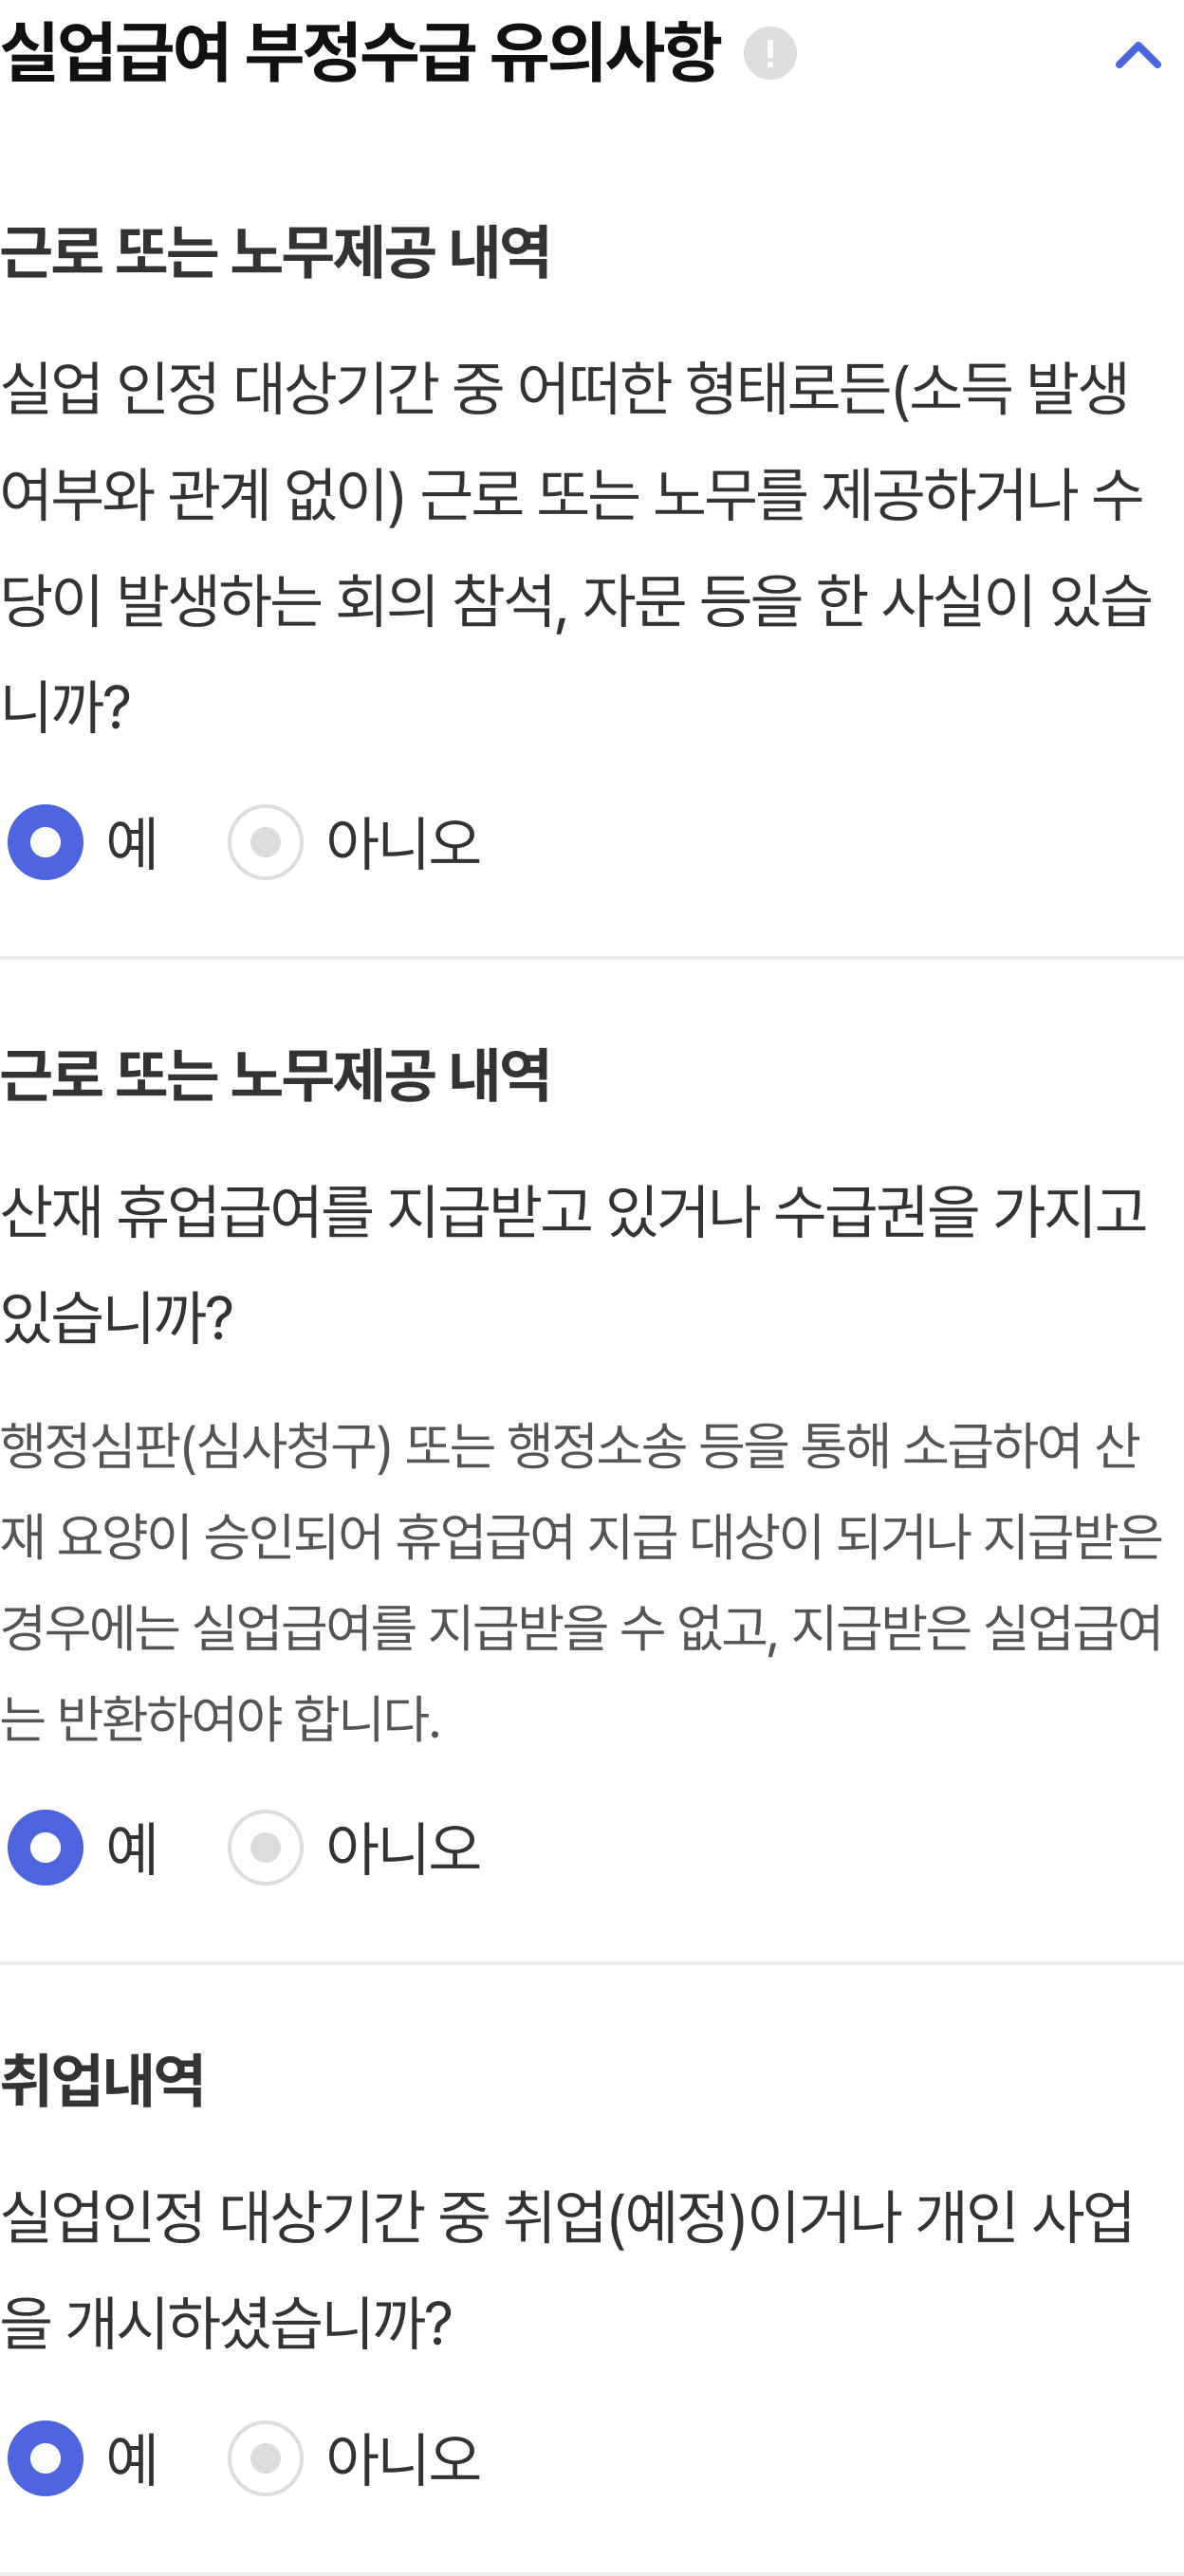 실업급여 부정수급 유의사항 !
근로 또는 노무제공 내역
실업 인정 대상기간 중 어떠한 형태로든(소득 발생
여부와 관계 없이) 근로 또는 노무를 제공하거나 수
당이 발생하는 회의 참석, 자문 등을 한 사실이 있습
니까?
예 아니오
근로 또는 노무제공 내역
산재 휴업급여를 지급받고 있거나 수급권을 가지고
있습니까?
행정심판(심사청구) 또는 행정소송 등을 통해 소급하여 산
재 요양이 승인되어 휴업급여 지급 대상이 되거나 지급받은
경우에는 실업급여를 지급받을 수 없고, 지급받은 실업급여
는 반환하여야 합니다.
예 아니오
취업내역
실업인정 대상기간 중 취업(예정)이거나 개인 사업
을 개시하셨습니까?
예 아니오